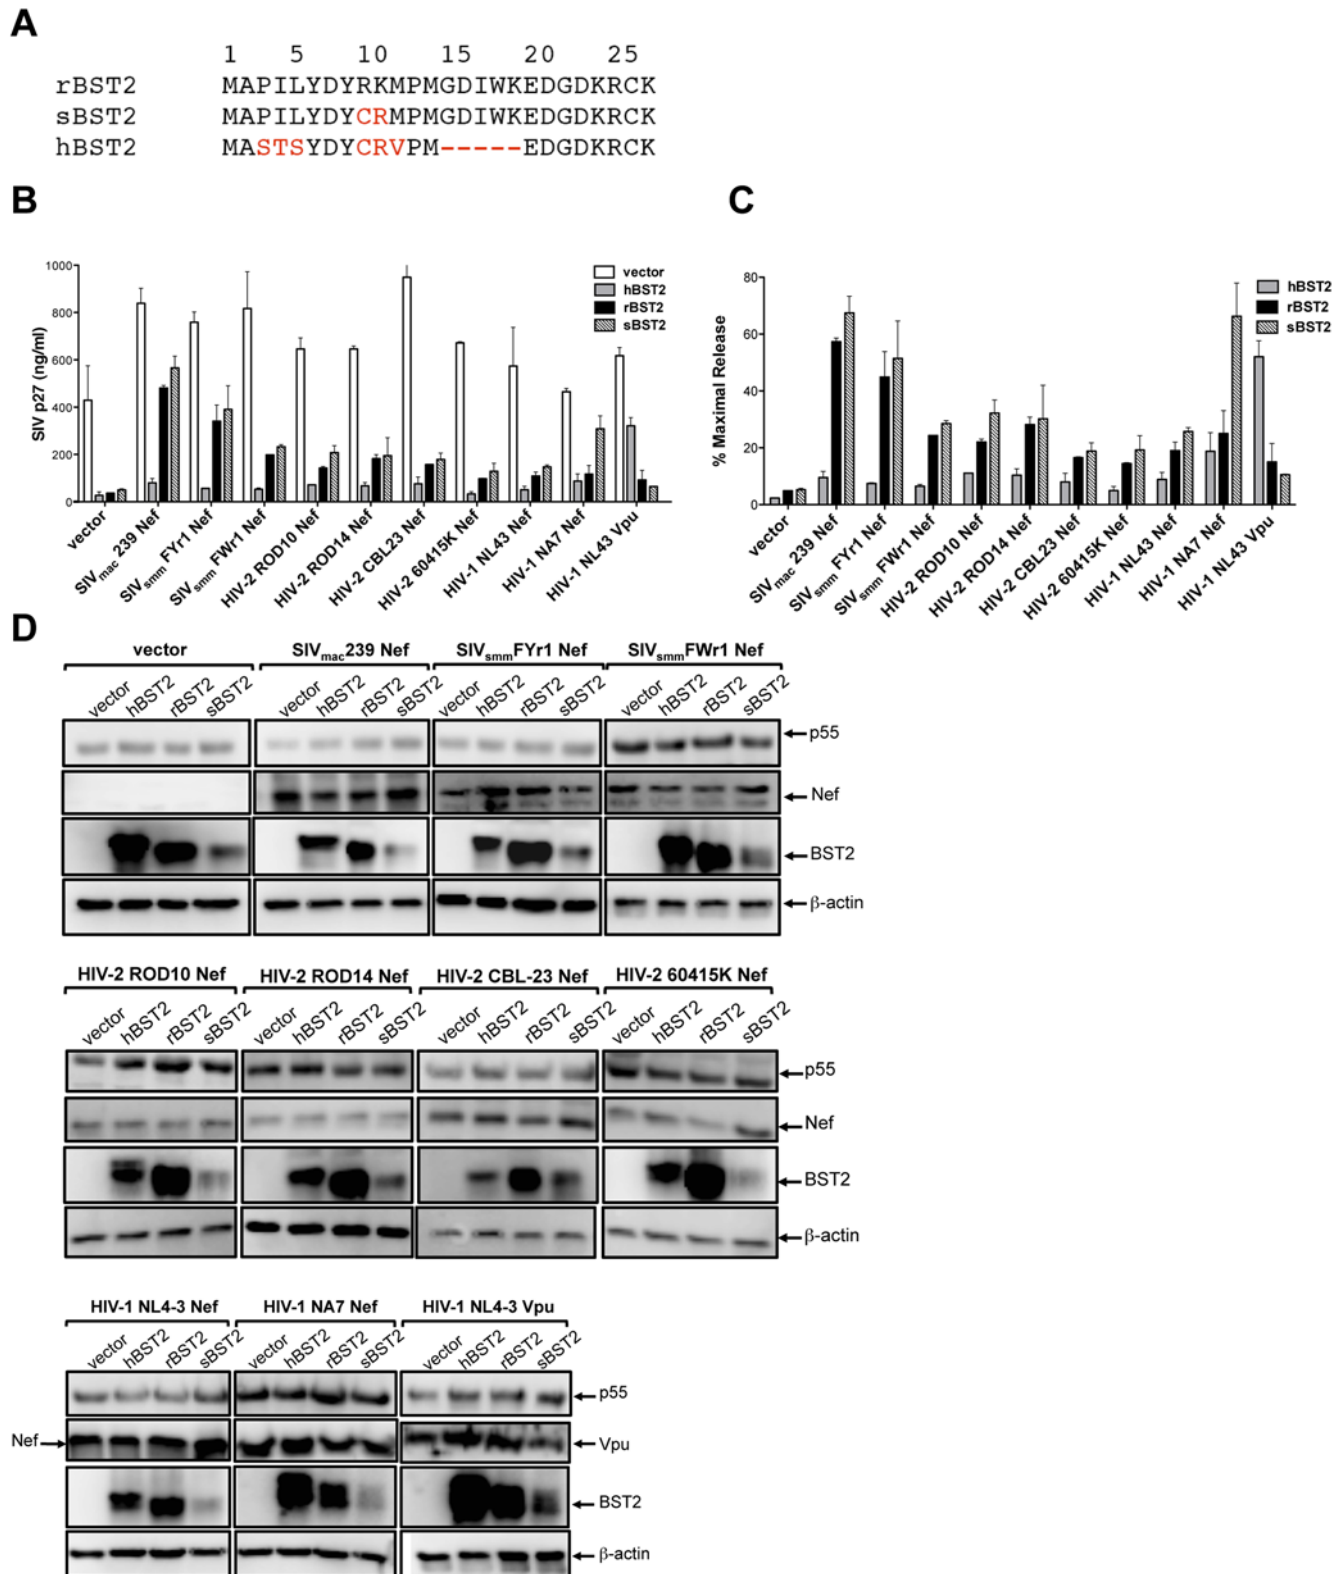 A
1 5 10 15 20 25
rBST2 MAPILYDYRKMPMGDIWKEDGDKRCK
sBST2 MAPILYDYCRMPMGDIWKEDGDKRCK
hBST2 MASTSYDYCRVPM-----EDGDKRCK
B
SIV p27 (ng/ml)
1000
800
600
400
200
0
vector
hBST2
rBST2
sBST2
vector
SIVmac 239 Nef
SIVsmm FYr1 Nef
SIVsmm FWr1 Nef
HIV-2 ROD10 Nef
HIV-2 ROD14 Nef
HIV-2 CBL23 Nef
HIV-2 60415K Nef
HIV-1 NL43 Nef
HIV-1 NA7 Nef
HIV-1 NL43 Vpu
C
% Maximal Release
80
60
40
20
0
hBST2
rBST2
sBST2
vector
SIVmac 239 Nef
SIVsmm FYr1 Nef
SIVsmm FWr1 Nef
HIV-2 ROD10 Nef
HIV-2 ROD14 Nef
HIV-2 CBL23 Nef
HIV-2 60415K Nef
HIV-1 NL43 Nef
HIV-1 NA7 Nef
HIV-1 NL43 Vpu
D
vector SIVmac239 Nef SIVsmmFYr1 Nef SIVsmmFWr1 Nef
vector hBST2 rBST2 sBST2 vector hBST2 rBST2 sBST2 vector hBST2 rBST2 sBST2 vector hBST2 rBST2 sBST2
p55
Nef
BST2
β-actin
HIV-2 ROD10 Nef HIV-2 ROD14 Nef HIV-2 CBL-23 Nef HIV-2 60415K Nef
vector hBST2 rBST2 sBST2 vector hBST2 rBST2 sBST2 vector hBST2 rBST2 sBST2 vector hBST2 rBST2 sBST2
p55
Nef
BST2
β-actin
HIV-1 NL4-3 Nef HIV-1 NA7 Nef HIV-1 NL4-3 Vpu
vector hBST2 rBST2 sBST2 vector hBST2 rBST2 sBST2 vector hBST2 rBST2 sBST2
p55
Nef Vpu
BST2
β-actin